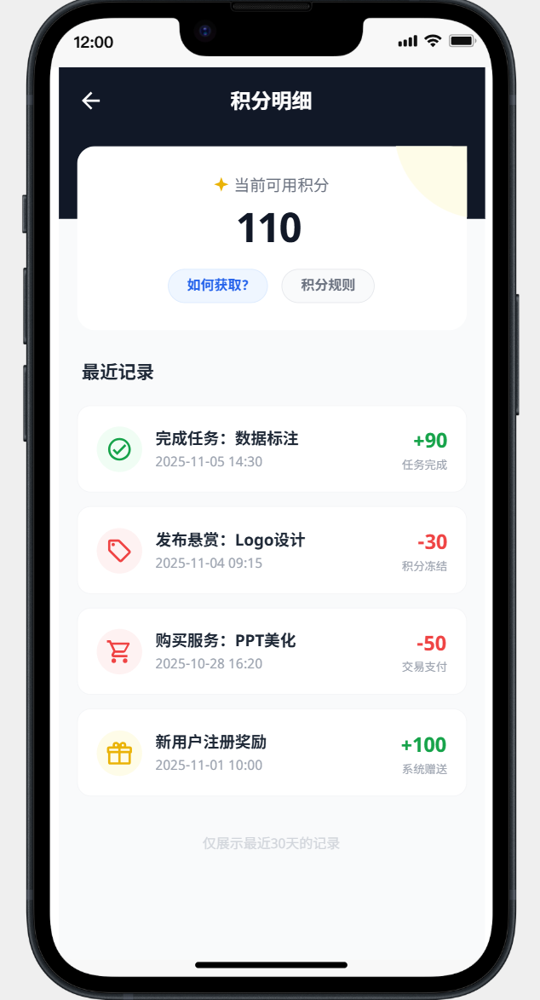 12:00
积分明细
当前可用积分
110
如何获取?
积分规则
最近记录
完成任务：数据标注
+90
2025-11-05 14:30
任务完成
发布悬赏：Logo设计
-30
2025-11-04 09:15
积分冻结
购买服务：PPT美化
-50
2025-10-28 16:20
交易支付
新用户注册奖励
+100
2025-11-01 10:00
系统赠送
仅展示最近30天的记录